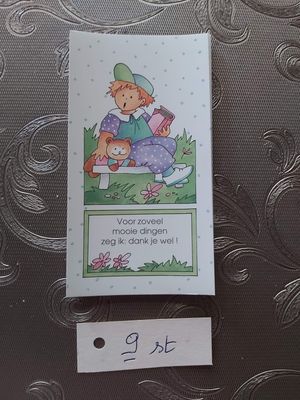 Voor zoveel
mooie dingen
zeg ik: dank je wel !
9 st